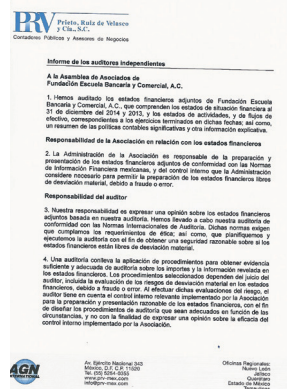 PRV
Prieto, Ruiz de Velasco
y Cía., S.C.
Contadores Públicos y Asesores de Negocios
Informe de los auditores independientes
A la Asamblea de Asociados de
Fundación Escuela Bancaria y Comercial, A.C.
1. Hemos auditado los estados financieros adjuntos de Fundación Escuela
Bancaria y Comercial, A.C., que comprenden los estados de situación financiera al
31 de diciembre del 2014 y 2013, y los estados de actividades, y de flujos de
efectivo, correspondientes a los ejercicios terminados en dichas fechas; así como,
un resumen de las políticas contables significativas y otra información explicativa.
Responsabilidad de la Asociación en relación con los estados financieros
2. La Administración de la Asociación es responsable de la preparación y
presentación de los estados financieros adjuntos de conformidad con las Normas
de Información Financiera mexicanas, y del control interno que la Administración
considere necesario para permitir la preparación de los estados financieros libres
de desviación material, debido a fraude o error.
Responsabilidad del auditor
3. Nuestra responsabilidad es expresar una opinión sobre los estados financieros
adjuntos basada en nuestra auditoría. Hemos llevado a cabo nuestra auditoría de
conformidad con las Normas Internacionales de Auditoría. Dichas normas exigen
que cumplamos los requerimientos de ética; así como, que planifiquemos y
ejecutemos la auditoría con el fin de obtener una seguridad razonable sobre si los
estados financieros están libres de desviación material.
4. Una auditoría conlleva la aplicación de procedimientos para obtener evidencia
suficiente y adecuada de auditoría sobre los importes y la información revelada en
los estados financieros. Los procedimientos seleccionados dependen del juicio del
auditor, incluida la evaluación de los riesgos de desviación material en los estados
financieros, debido a fraude o error. Al efectuar dichas evaluaciones del riesgo, el
auditor tiene en cuenta el control interno relevante implementado por la Asociación
para la preparación y presentación razonable de los estados financieros, con el fin
de diseñar los procedimientos de auditoría que sean adecuados en función de las
circunstancias, y no con la finalidad de expresar una opinión sobre la eficacia del
control interno implementado por la Asociación.
AGN
INTERNATIONAL
Av. Ejército Nacional 343
México, D.F. C.P. 11520
www.prv-mex.com
info@prv-mex.com
Oficinas Regionales:
Nuevo León
Jalisco
Querétaro
Estado de México